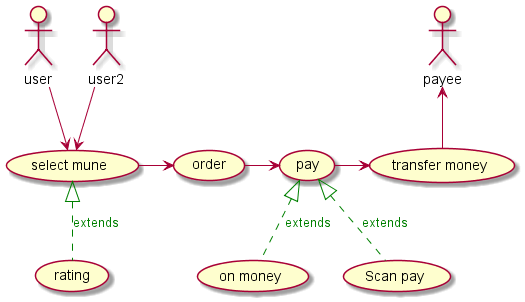 user
user2
payee
select mune
order
pay
transfer money
extends
extends
extends
rating
on money
Scan pay